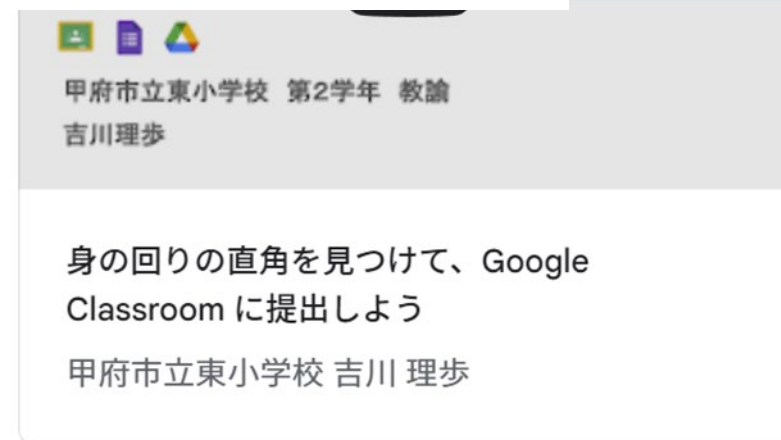 甲府市立東小学校 第2学年 教諭
吉川理歩
身の回りの直角を見つけて、Google
Classroom に提出しよう
甲府市立東小学校 吉川 理歩